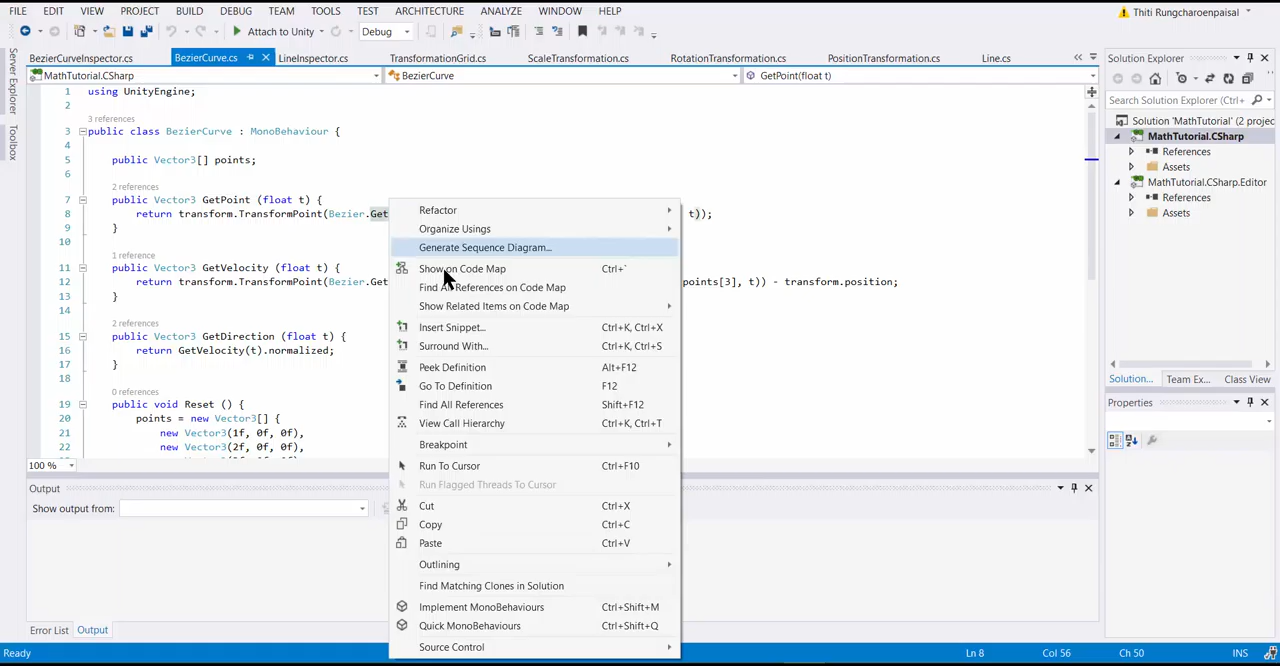 FILE EDIT VIEW PROJECT BUILD DEBUG TEAM TOOLS TEST ARCHITECTURE ANALYZE WINDOW HELP
Thiti Rungcharoenpaisal
Attach to Unity
Debug
BezierCurveInspector.cs
BezierCurve.cs
LineInspector.cs
TransformationGrid.cs
ScaleTransformation.cs
RotationTransformation.cs
PositionTransformation.cs
Line.cs
MathTutorial.CSharp
BezierCurve
GetPoint(float t)
Server Explorer
Toolbox
1 using UnityEngine;
2
3 references
3 public class BezierCurve : MonoBehaviour {
4
5 public Vector3[] points;
6
2 references
7 public Vector3 GetPoint (float t) {
8 return transform.TransformPoint(Bezier.Get t));
9 }
10
1 reference
11 public Vector3 GetVelocity (float t) {
12 return transform.TransformPoint(Bezier.Get points[3], t)) - transform.position;
13 }
14
2 references
15 public Vector3 GetDirection (float t) {
16 return GetVelocity(t).normalized;
17 }
18
0 references
19 public void Reset () {
20 points = new Vector3[] {
21 new Vector3(1f, 0f, 0f),
22 new Vector3(2f, 0f, 0f),
100 %
Refactor
Organize Usings
Generate Sequence Diagram...
Show on Code Map Ctrl+`
Find All References on Code Map
Show Related Items on Code Map
Insert Snippet... Ctrl+K, Ctrl+X
Surround With... Ctrl+K, Ctrl+S
Peek Definition Alt+F12
Go To Definition F12
Find All References Shift+F12
View Call Hierarchy Ctrl+K, Ctrl+T
Breakpoint
Run To Cursor Ctrl+F10
Run Flagged Threads To Cursor
Cut Ctrl+X
Copy Ctrl+C
Paste Ctrl+V
Outlining
Find Matching Clones in Solution
Implement MonoBehaviours Ctrl+Shift+M
Quick MonoBehaviours Ctrl+Shift+Q
Source Control
Output
Show output from:
Error List
Output
Solution Explorer
Search Solution Explorer (Ctrl+
Solution 'MathTutorial' (2 projec
MathTutorial.CSharp
References
Assets
MathTutorial.CSharp.Editor
References
Assets
Solution...
Team Ex...
Class View
Properties
Ready
Ln 8
Col 56
Ch 50
INS